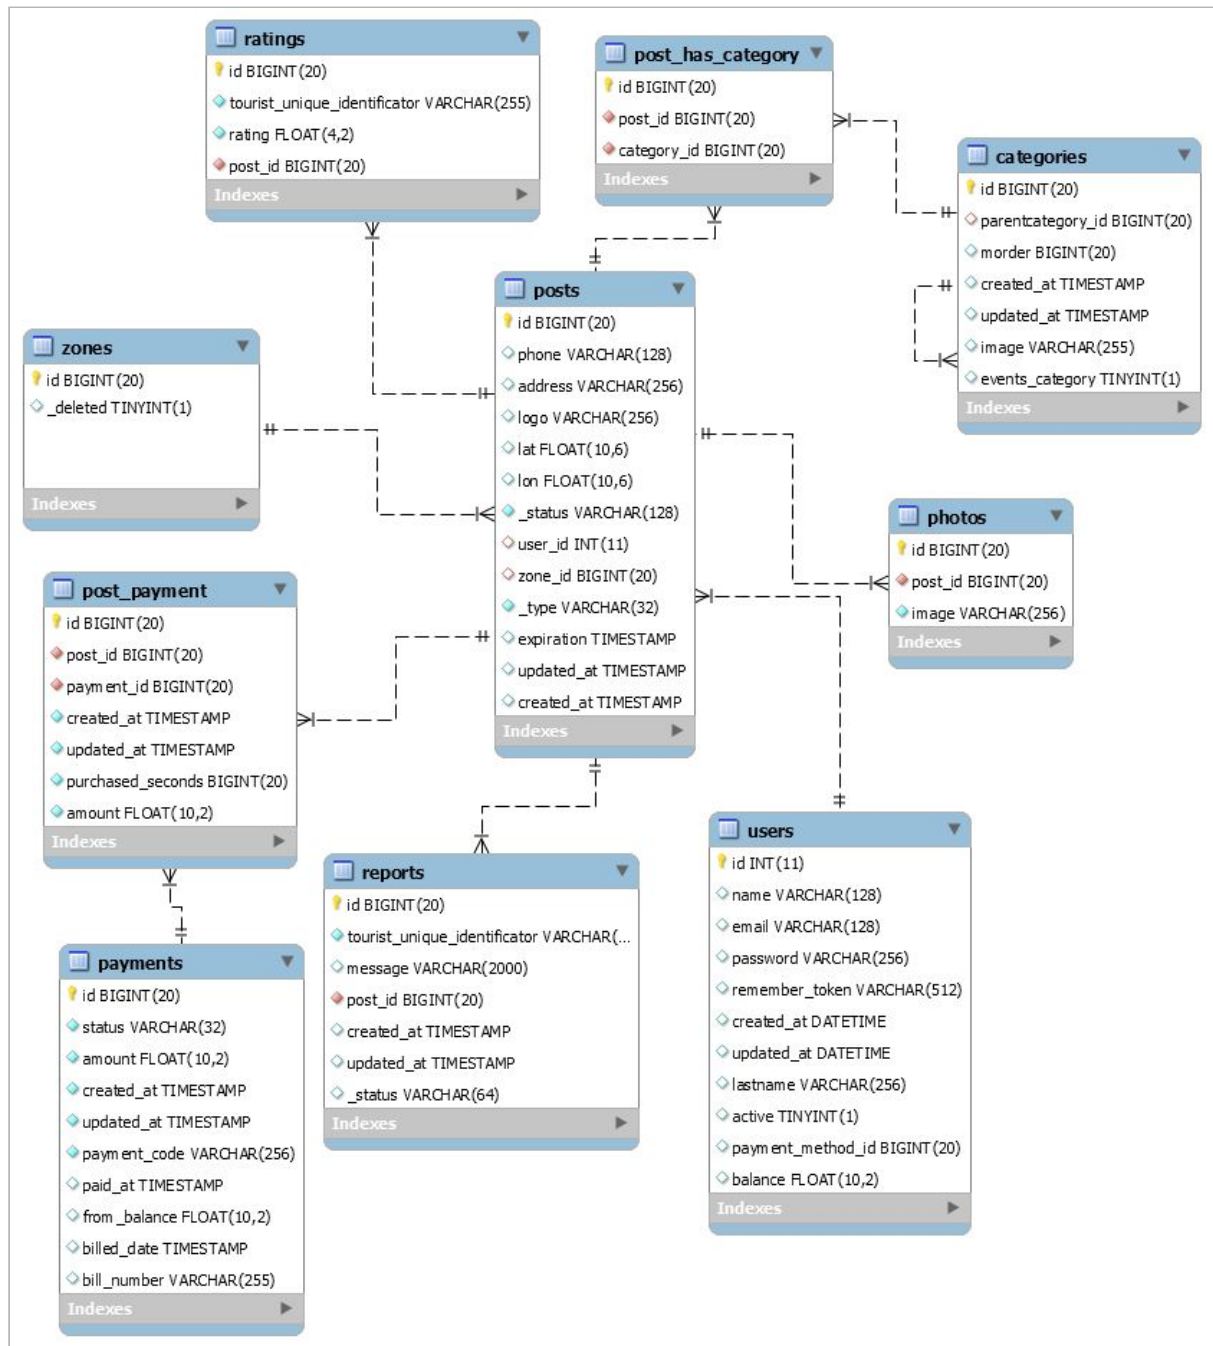 ratings
id BIGINT(20)
tourist_unique_identificator VARCHAR(255)
rating FLOAT(4,2)
post_id BIGINT(20)
Indexes
post_has_category
id BIGINT(20)
post_id BIGINT(20)
category_id BIGINT(20)
Indexes
categories
id BIGINT(20)
parentcategory_id BIGINT(20)
morder BIGINT(20)
created_at TIMESTAMP
updated_at TIMESTAMP
image VARCHAR(255)
events_category TINYINT(1)
Indexes
posts
id BIGINT(20)
phone VARCHAR(128)
address VARCHAR(256)
logo VARCHAR(256)
lat FLOAT(10,6)
lon FLOAT(10,6)
_status VARCHAR(128)
user_id INT(11)
zone_id BIGINT(20)
_type VARCHAR(32)
expiration TIMESTAMP
updated_at TIMESTAMP
created_at TIMESTAMP
Indexes
zones
id BIGINT(20)
_deleted TINYINT(1)
Indexes
photos
id BIGINT(20)
post_id BIGINT(20)
image VARCHAR(256)
Indexes
post_payment
id BIGINT(20)
post_id BIGINT(20)
payment_id BIGINT(20)
created_at TIMESTAMP
updated_at TIMESTAMP
purchased_seconds BIGINT(20)
amount FLOAT(10,2)
Indexes
users
id INT(11)
name VARCHAR(128)
email VARCHAR(128)
password VARCHAR(256)
remember_token VARCHAR(512)
created_at DATETIME
updated_at DATETIME
lastname VARCHAR(256)
active TINYINT(1)
payment_method_id BIGINT(20)
balance FLOAT(10,2)
Indexes
reports
id BIGINT(20)
tourist_unique_identificator VARCHAR(...
message VARCHAR(2000)
post_id BIGINT(20)
created_at TIMESTAMP
updated_at TIMESTAMP
_status VARCHAR(64)
Indexes
payments
id BIGINT(20)
status VARCHAR(32)
amount FLOAT(10,2)
created_at TIMESTAMP
updated_at TIMESTAMP
payment_code VARCHAR(256)
paid_at TIMESTAMP
from_balance FLOAT(10,2)
billed_date TIMESTAMP
bill_number VARCHAR(255)
Indexes